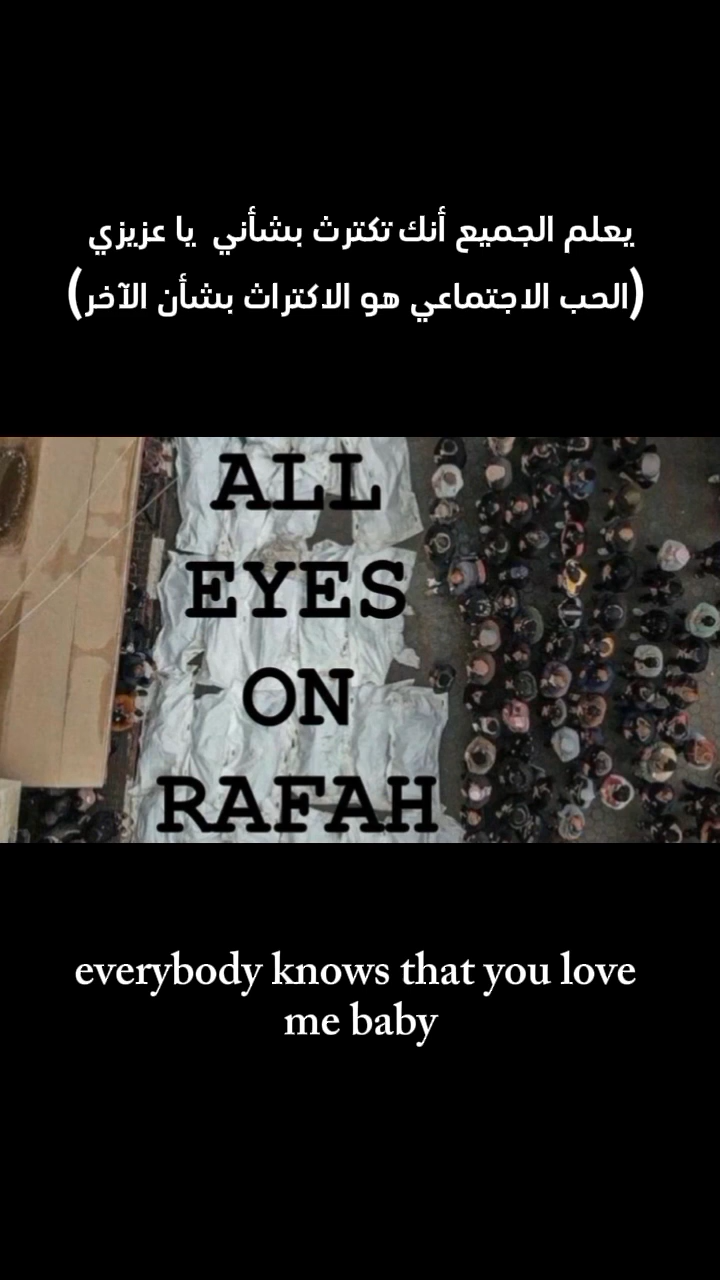 يعلم الجميع أنك تكترث بشأني يا عزيزي
(الحب الاجتماعي هو الاكتراث بشأن الآخر)
ALL
EYES
ON
RAFAH
everybody knows that you love
me baby